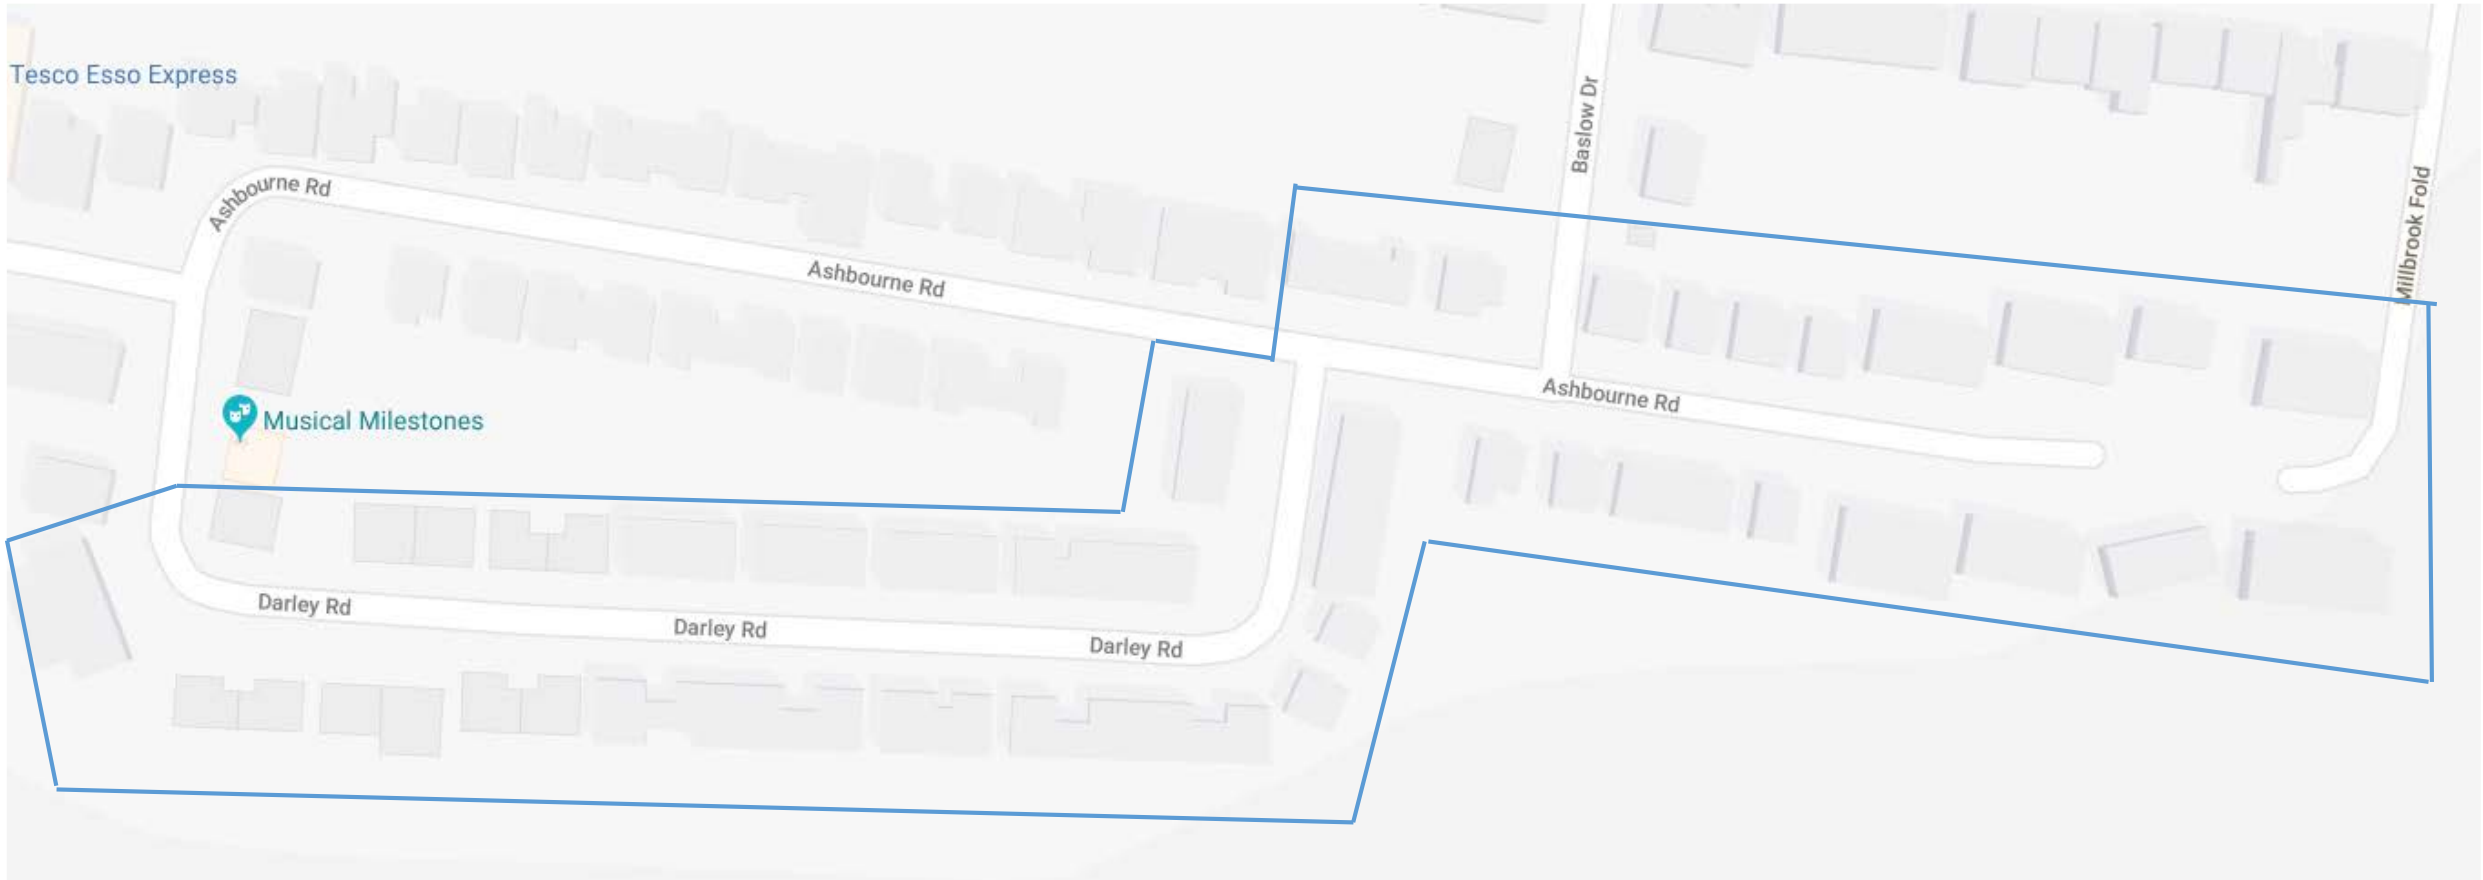 Tesco Esso Express
Baslow Dr
Millbrook Fold
Ashbourne Rd
Ashbourne Rd
Ashbourne Rd
Musical Milestones
Darley Rd
Darley Rd
Darley Rd